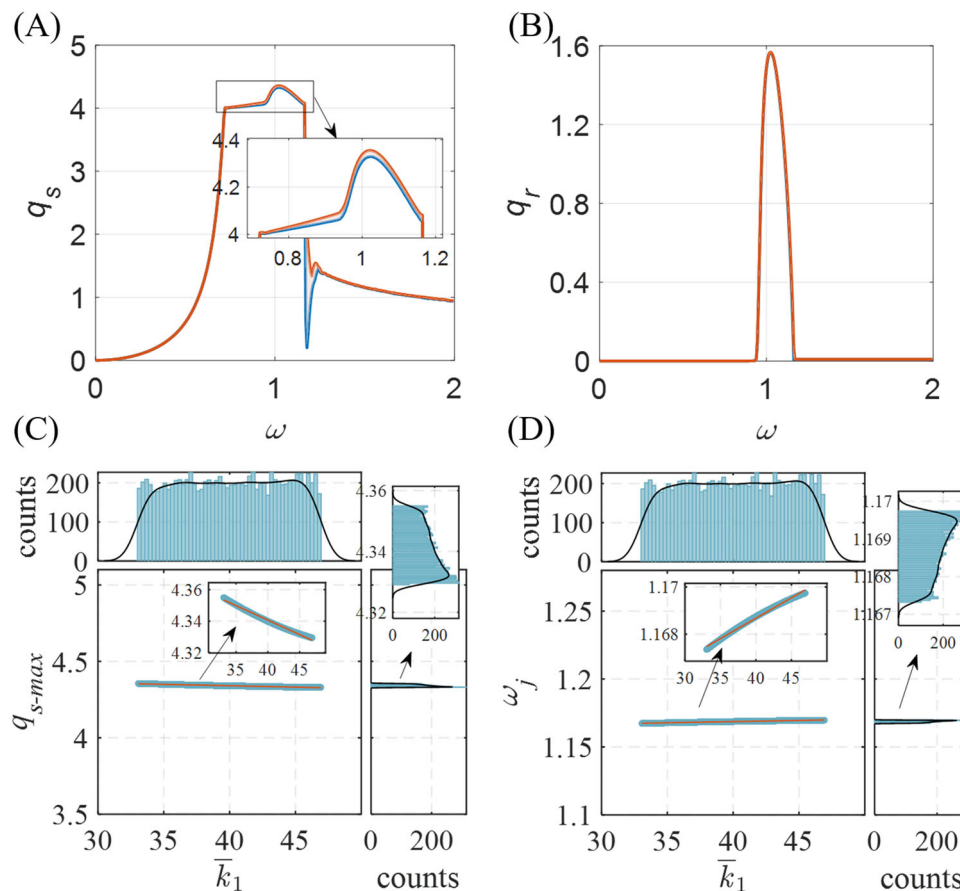 (A)
5
4
3
2
1
0
q_s
4.4
4.2
4
0.8 1 1.2
0 1 2
ω
(B)
1.6
1.2
0.8
0.4
0
q_r
0 1 2
ω
(C)
200
100
0
counts
4.36
4.34
4.32
0 200
5
4.5
4
3.5
q_{s-max}
4.36
4.34
4.32
35 40 45
30 35 40 45
k̅_1
0 200
counts
(D)
200
100
0
counts
1.17
1.169
1.168
1.167
0 200
1.25
1.2
1.15
1.1
ω_j
1.17
1.168
33 35 40 45
30 35 40 45
k̅_1
0 200
counts